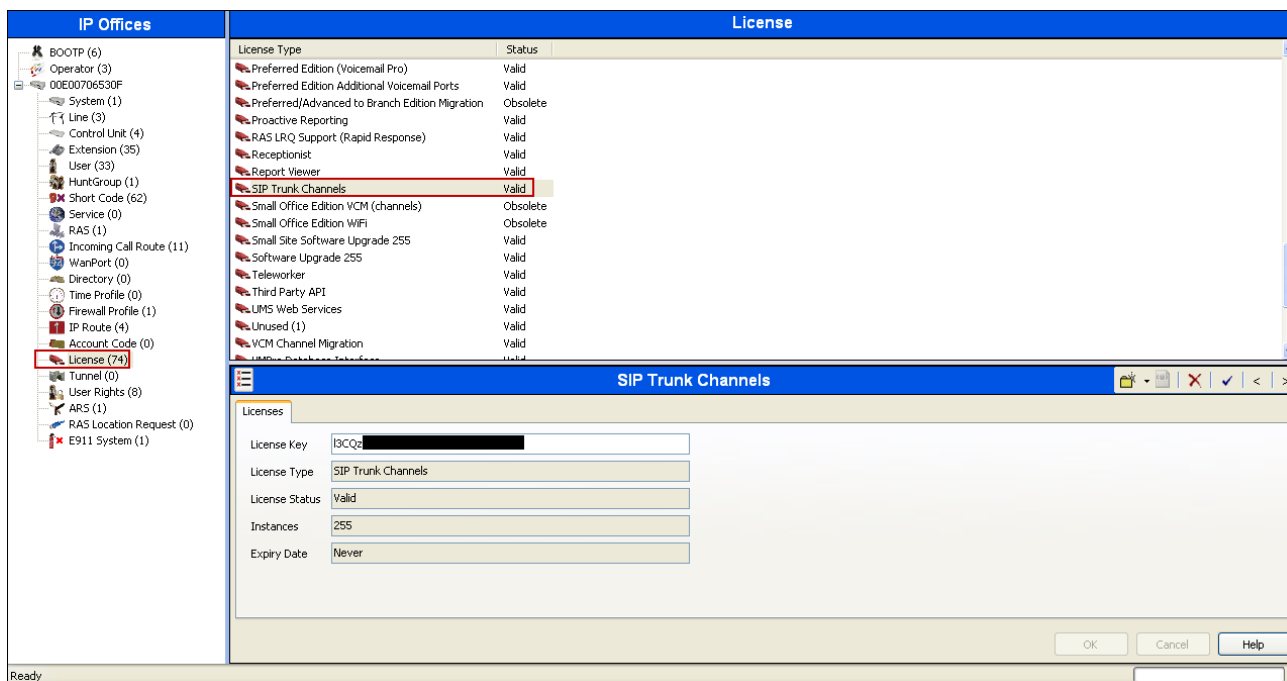 IP Offices
BOOTP (6)
Operator (3)
00E00706530F
System (1)
Line (3)
Control Unit (4)
Extension (35)
User (33)
HuntGroup (1)
Short Code (62)
Service (0)
RAS (1)
Incoming Call Route (11)
WanPort (0)
Directory (0)
Time Profile (0)
Firewall Profile (1)
IP Route (4)
Account Code (0)
License (74)
Tunnel (0)
User Rights (8)
ARS (1)
RAS Location Request (0)
E911 System (1)
License
License Type Status
Preferred Edition (Voicemail Pro) Valid
Preferred Edition Additional Voicemail Ports Valid
Preferred/Advanced to Branch Edition Migration Obsolete
Proactive Reporting Valid
RAS LRQ Support (Rapid Response) Valid
Receptionist Valid
Report Viewer Valid
SIP Trunk Channels Valid
Small Office Edition VCM (channels) Obsolete
Small Office Edition WiFi Obsolete
Small Site Software Upgrade 255 Valid
Software Upgrade 255 Valid
Teleworker Valid
Third Party API Valid
UMS Web Services Valid
Unused (1) Valid
VCM Channel Migration Valid
SIP Trunk Channels
Licenses
License Key l3CQz
License Type SIP Trunk Channels
License Status Valid
Instances 255
Expiry Date Never
OK Cancel Help
Ready